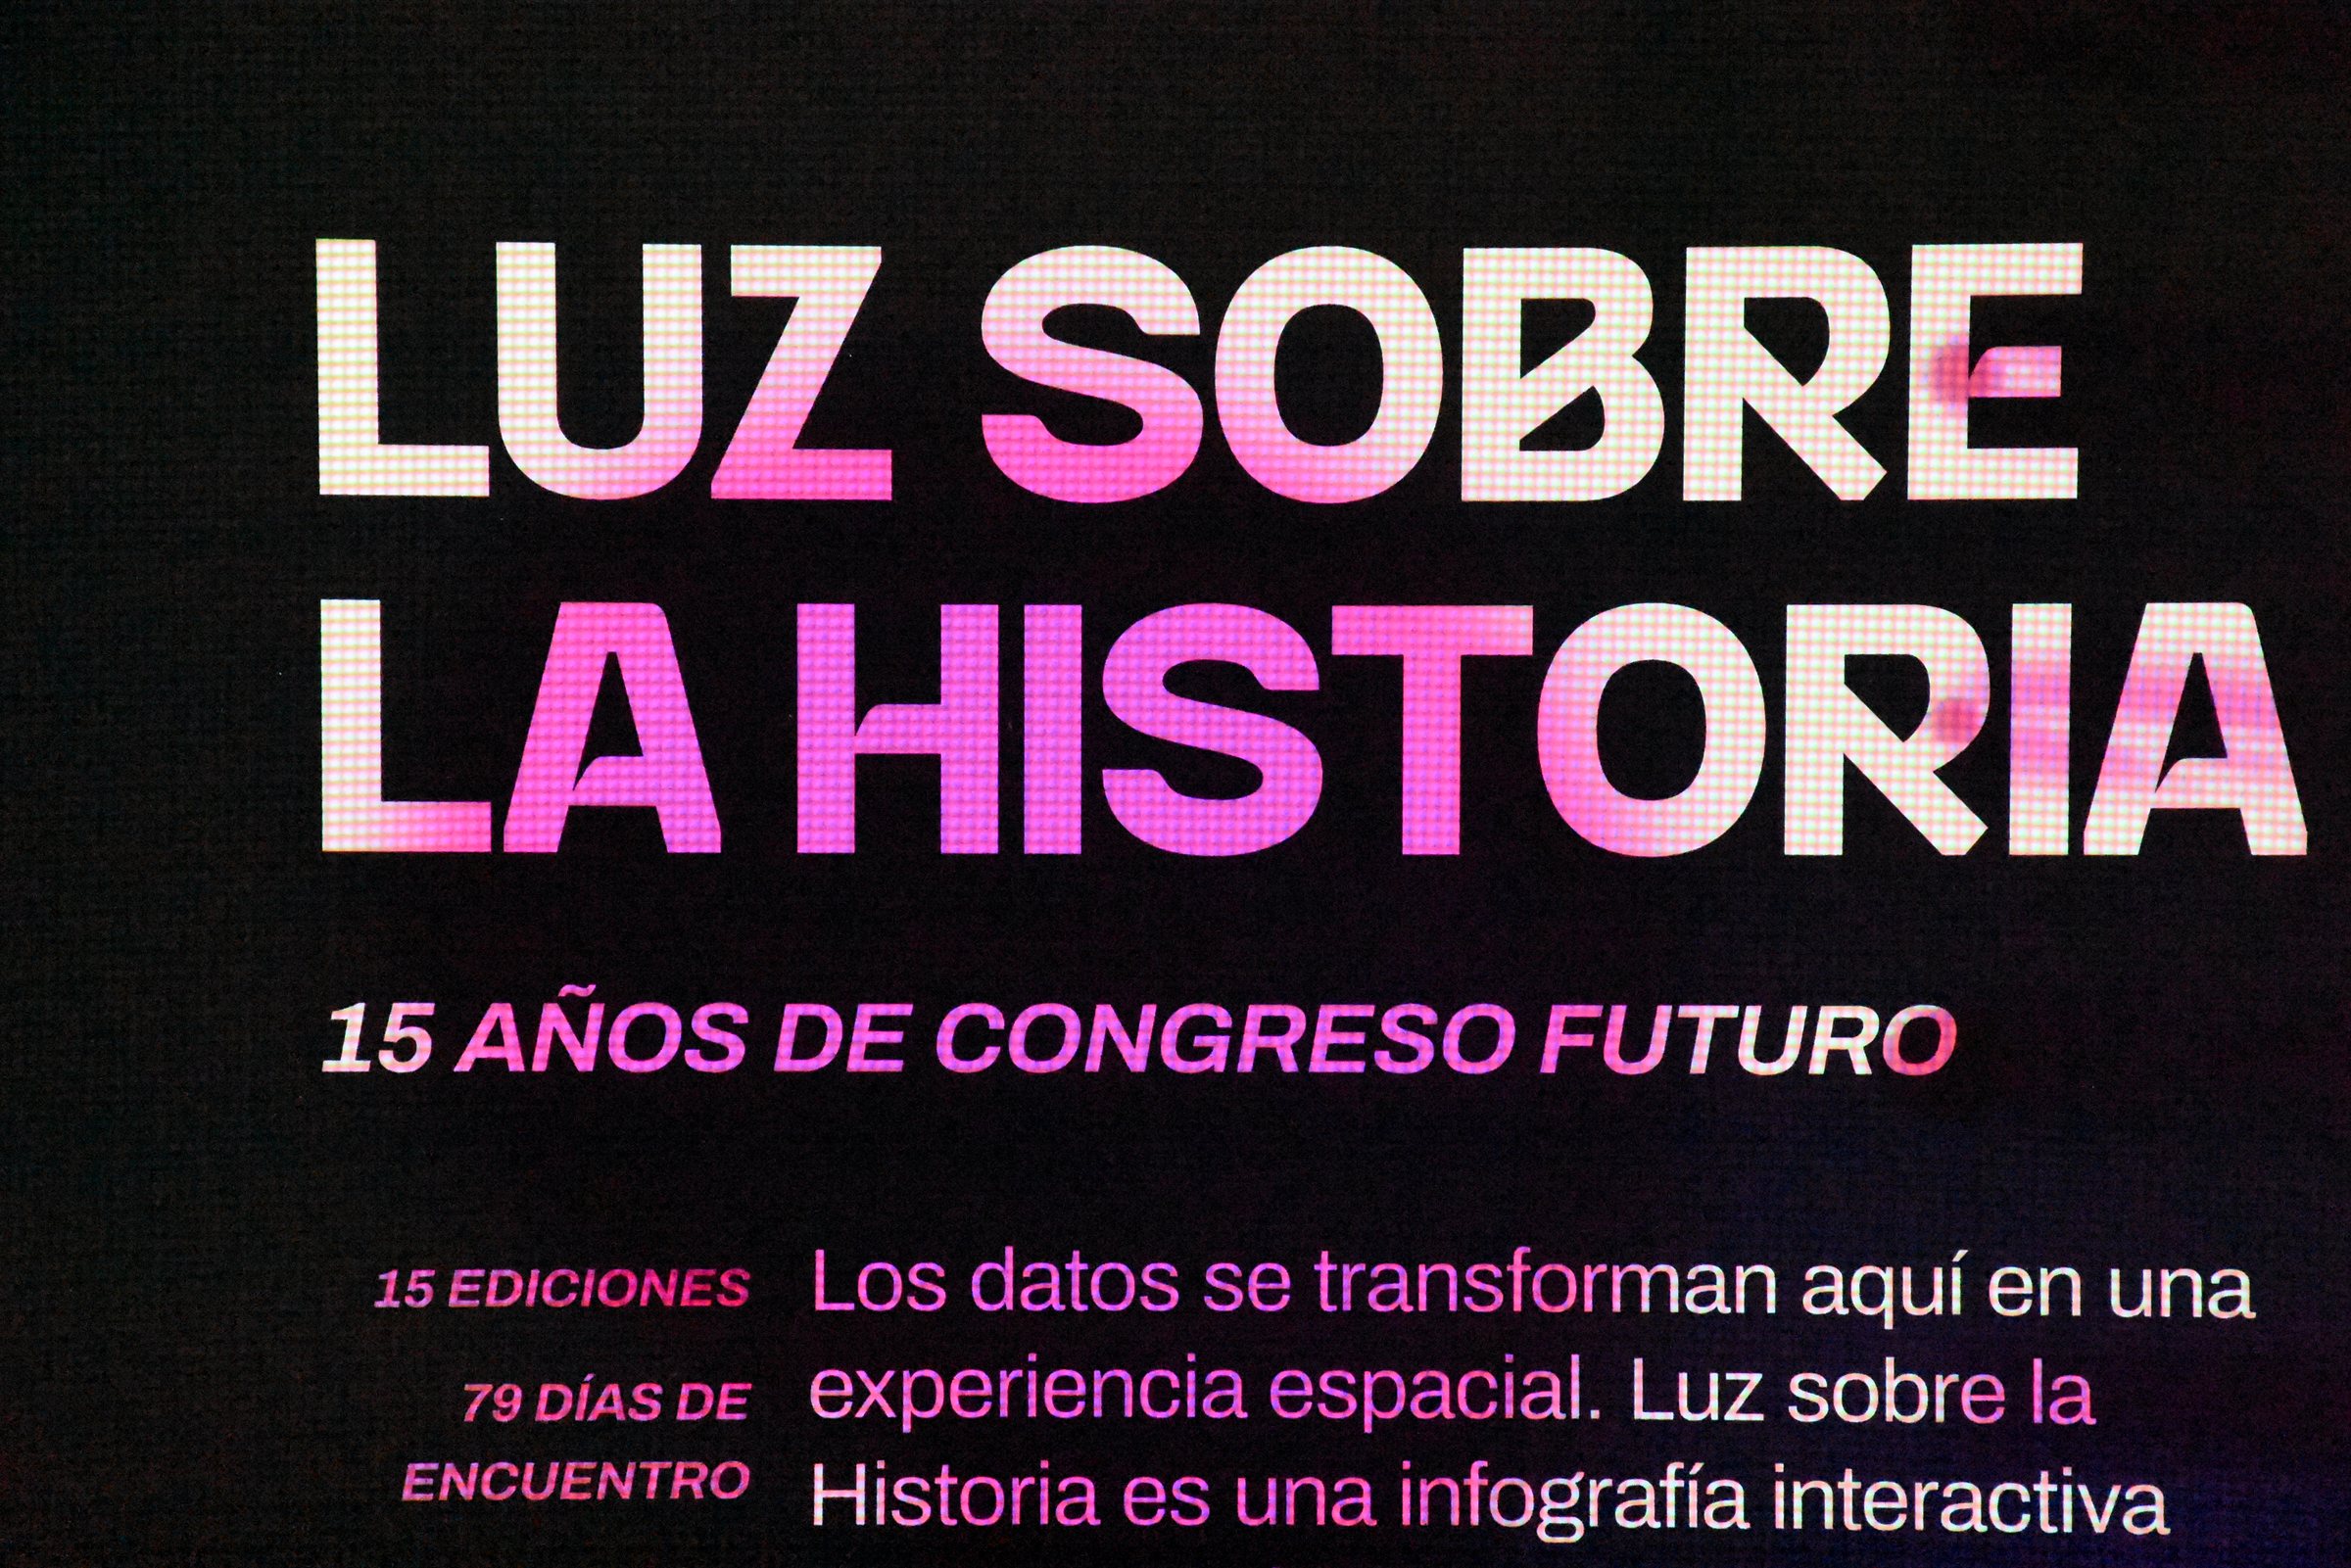 LUZ SOBRE
LA HISTORIA
15 AÑOS DE CONGRESO FUTURO
15 EDICIONES
79 DÍAS DE
ENCUENTRO
Los datos se transforman aquí en una
experiencia espacial. Luz sobre la
Historia es una infografía interactiva